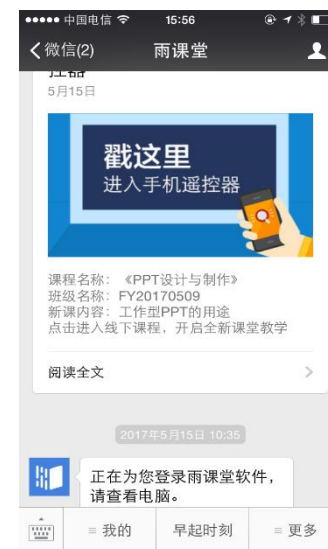 中国电信 15:56
微信(2) 雨课堂
控器
5月15日
戳这里
进入手机遥控器
课程名称：《PPT设计与制作》
班级名称：FY20170509
新课内容：工作型PPT的用途
点击进入线下课程，开启全新课堂教学
阅读全文
2017年5月15日 10:35
正在为您登录雨课堂软件，
请查看电脑。
我的 早起时刻 更多